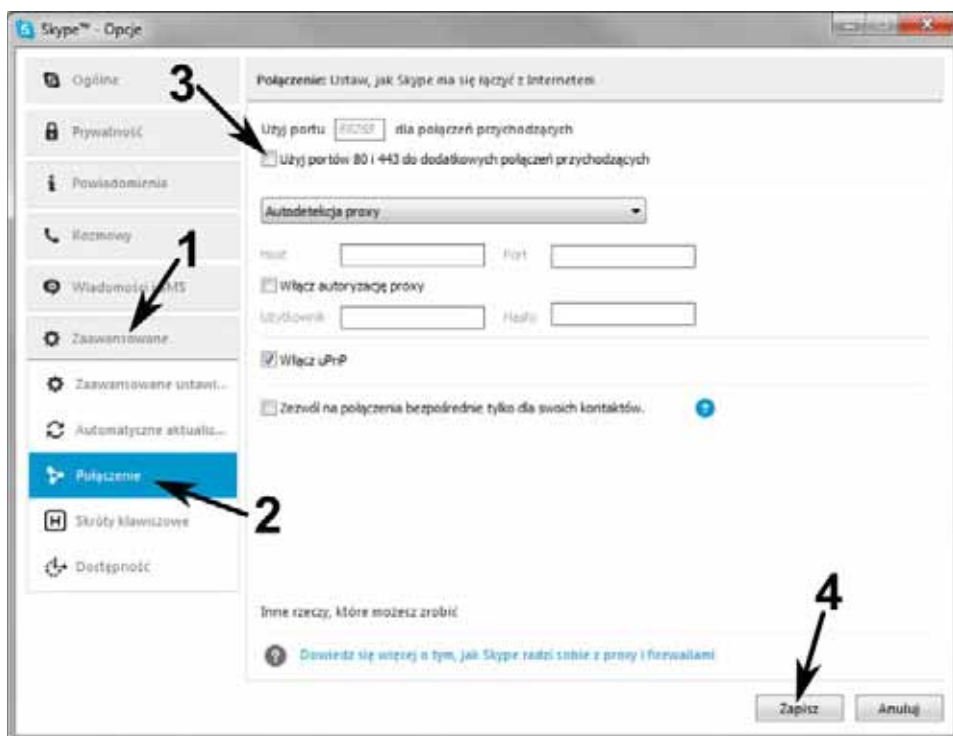 Skype™ - Opcje
Ogólne
Prywatność
Powiadomienia
Rozmowy
Wiadomości i SMS
Zaawansowane
Zaawansowane ustawi...
Automatyczne aktualiz...
Połączenie
Skróty klawiszowe
Dostępność
Połączenie: Ustaw, jak Skype ma się łączyć z Internetem
Użyj portu dla połączeń przychodzących
Użyj portów 80 i 443 do dodatkowych połączeń przychodzących
Autodetekcja proxy
Host Port
Włącz autoryzację proxy
Użytkownik Hasło
Włącz uPnP
Zezwól na połączenia bezpośrednie tylko dla swoich kontaktów.
Inne rzeczy, które możesz zrobić
Dowiedz się więcej o tym, jak Skype radzi sobie z proxy i firewallami
Zapisz Anuluj
1
2
3
4